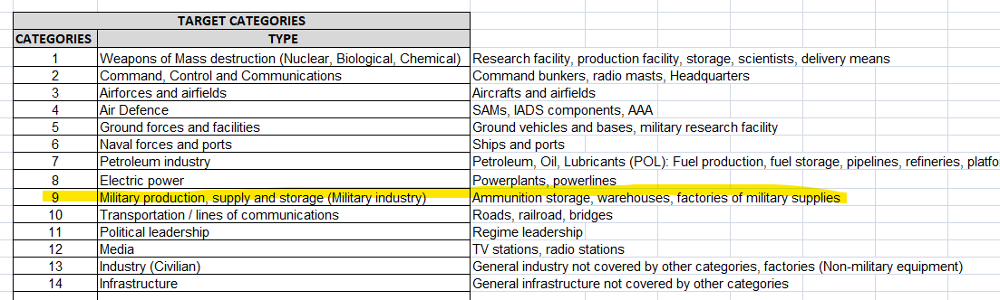 TARGET CATEGORIES
CATEGORIES TYPE
1 Weapons of Mass destruction (Nuclear, Biological, Chemical) Research facility, production facility, storage, scientists, delivery means
2 Command, Control and Communications Command bunkers, radio masts, Headquarters
3 Airforces and airfields Aircrafts and airfields
4 Air Defence SAMs, IADS components, AAA
5 Ground forces and facilities Ground vehicles and bases, military research facility
6 Naval forces and ports Ships and ports
7 Petroleum industry Petroleum, Oil, Lubricants (POL): Fuel production, fuel storage, pipelines, refineries, platfo
8 Electric power Powerplants, powerlines
9 Military production, supply and storage (Military industry) Ammunition storage, warehouses, factories of military supplies
10 Transportation / lines of communications Roads, railroad, bridges
11 Political leadership Regime leadership
12 Media TV stations, radio stations
13 Industry (Civilian) General industry not covered by other categories, factories (Non-military equipment)
14 Infrastructure General infrastructure not covered by other categories